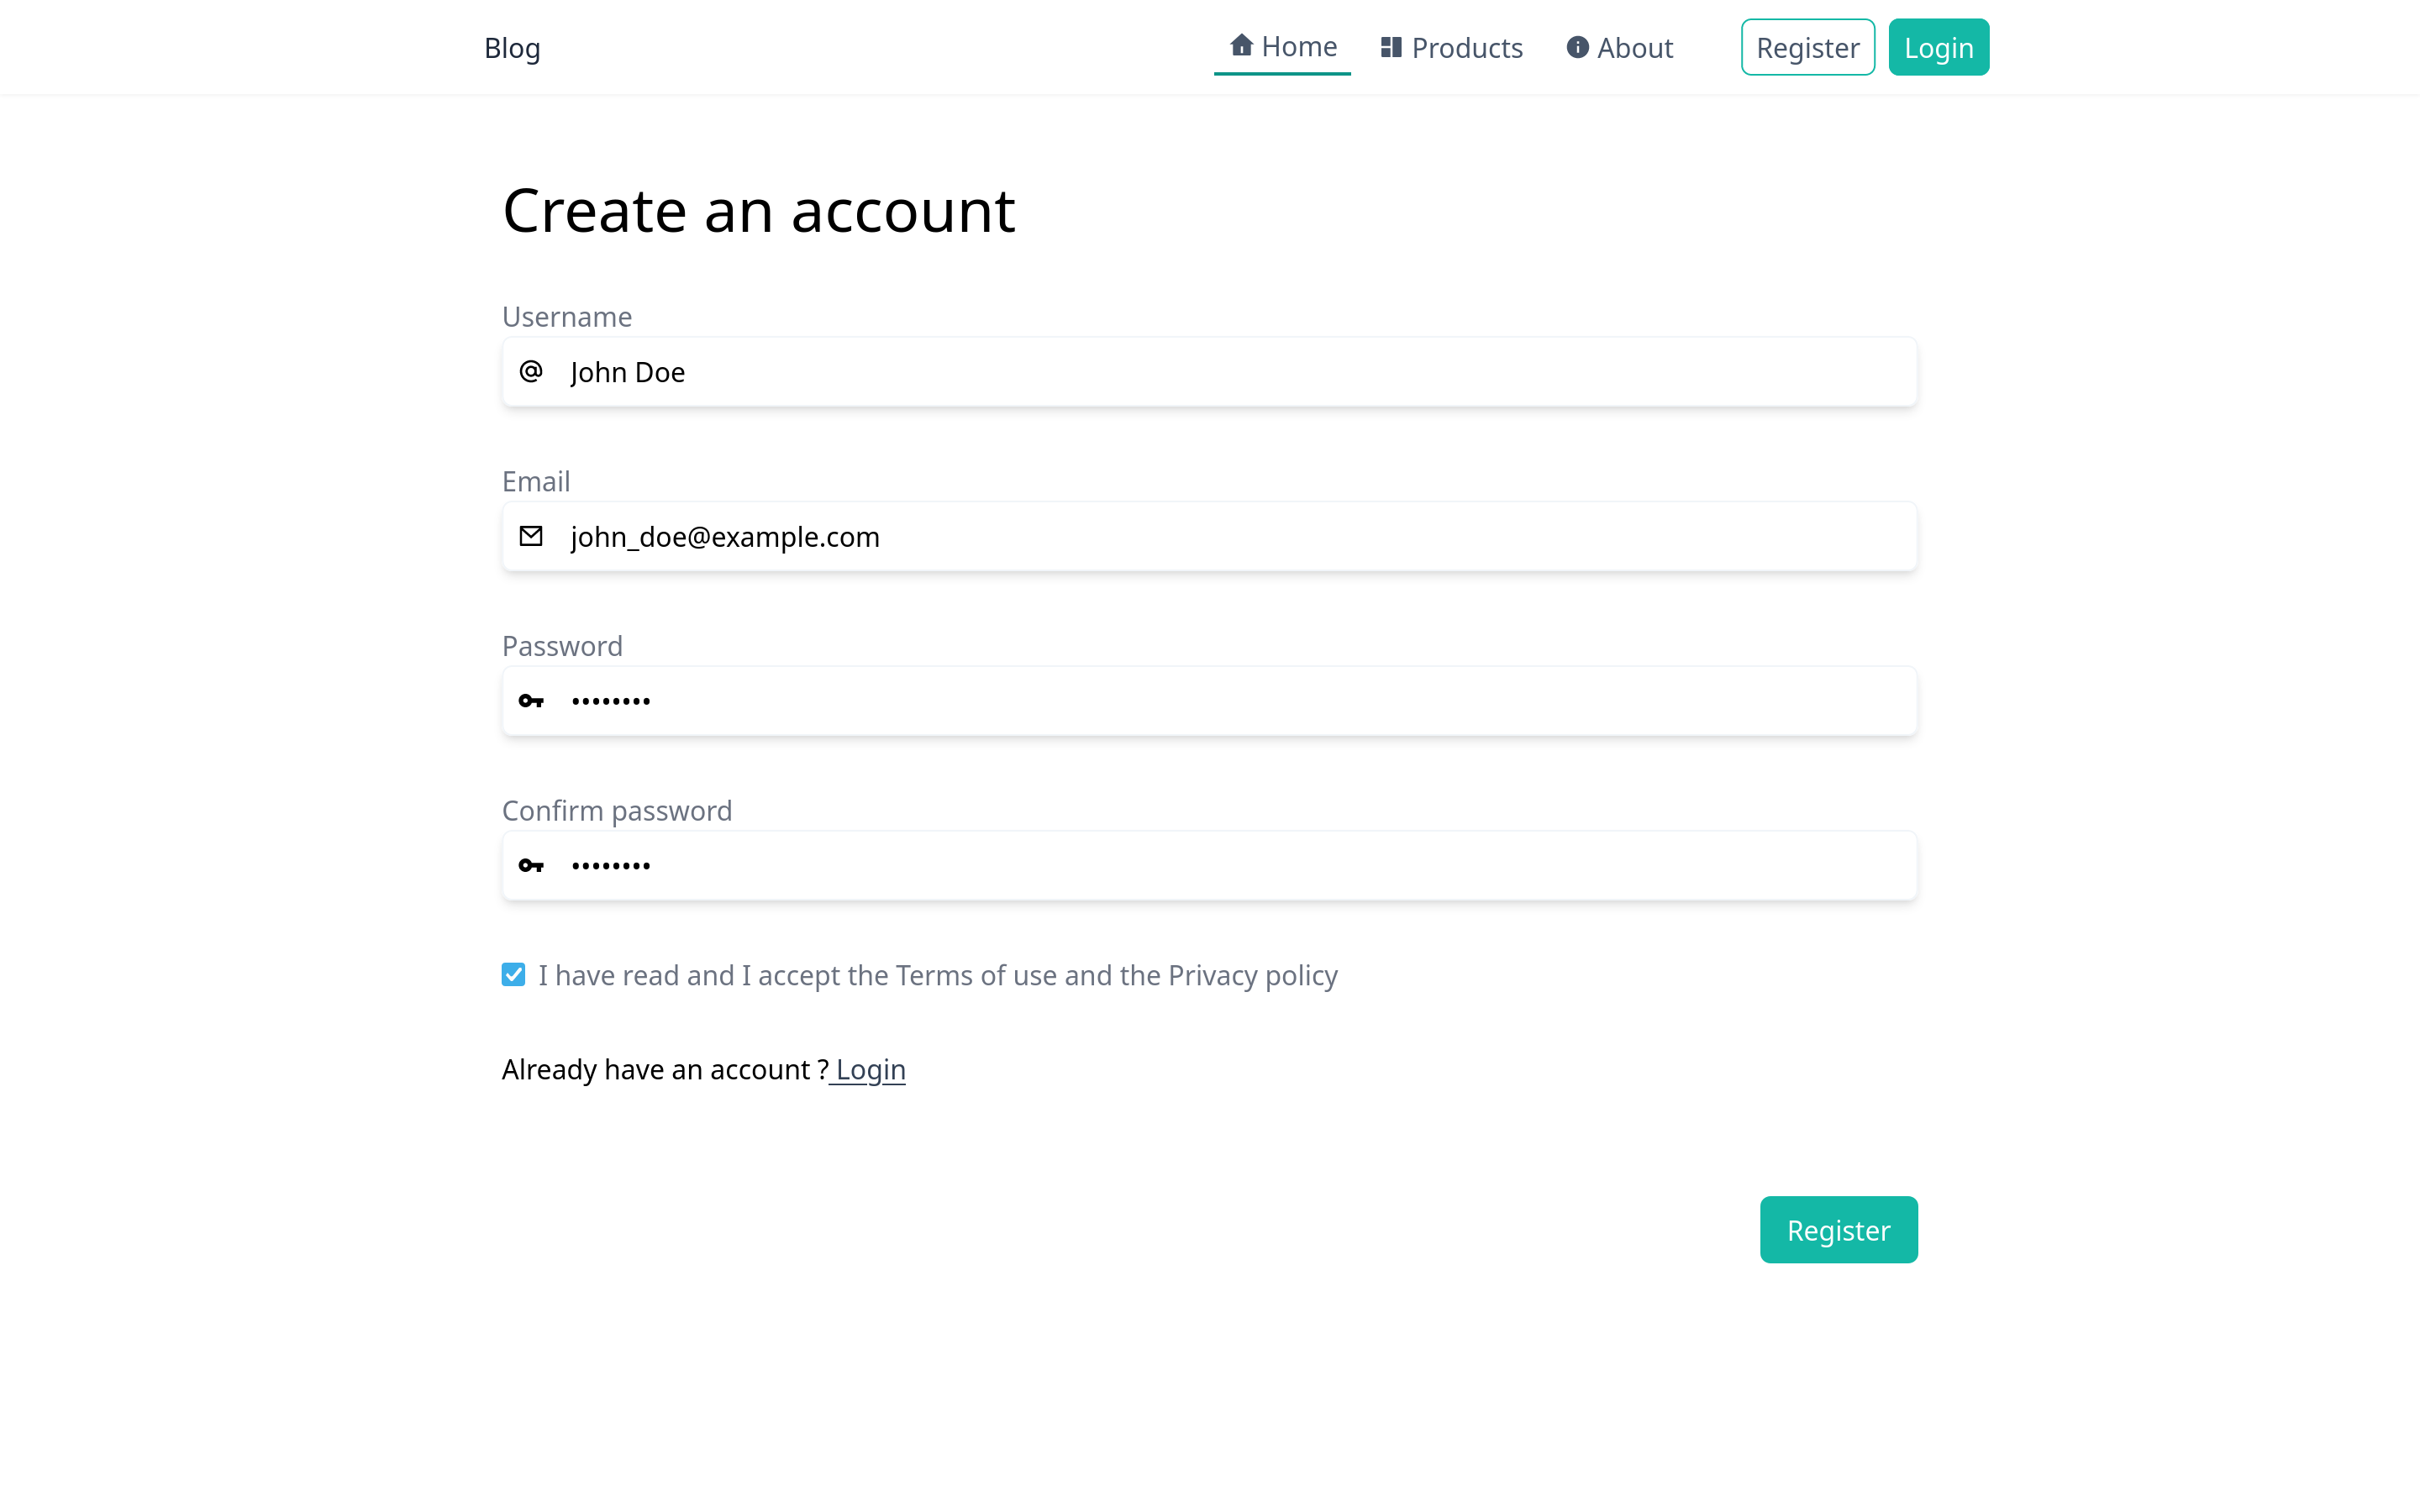 Blog Home Products About Register Login
Create an account
Username
John Doe
Email
john_doe@example.com
Password
••••••••
Confirm password
••••••••
I have read and I accept the Terms of use and the Privacy policy
Already have an account ? Login
Register